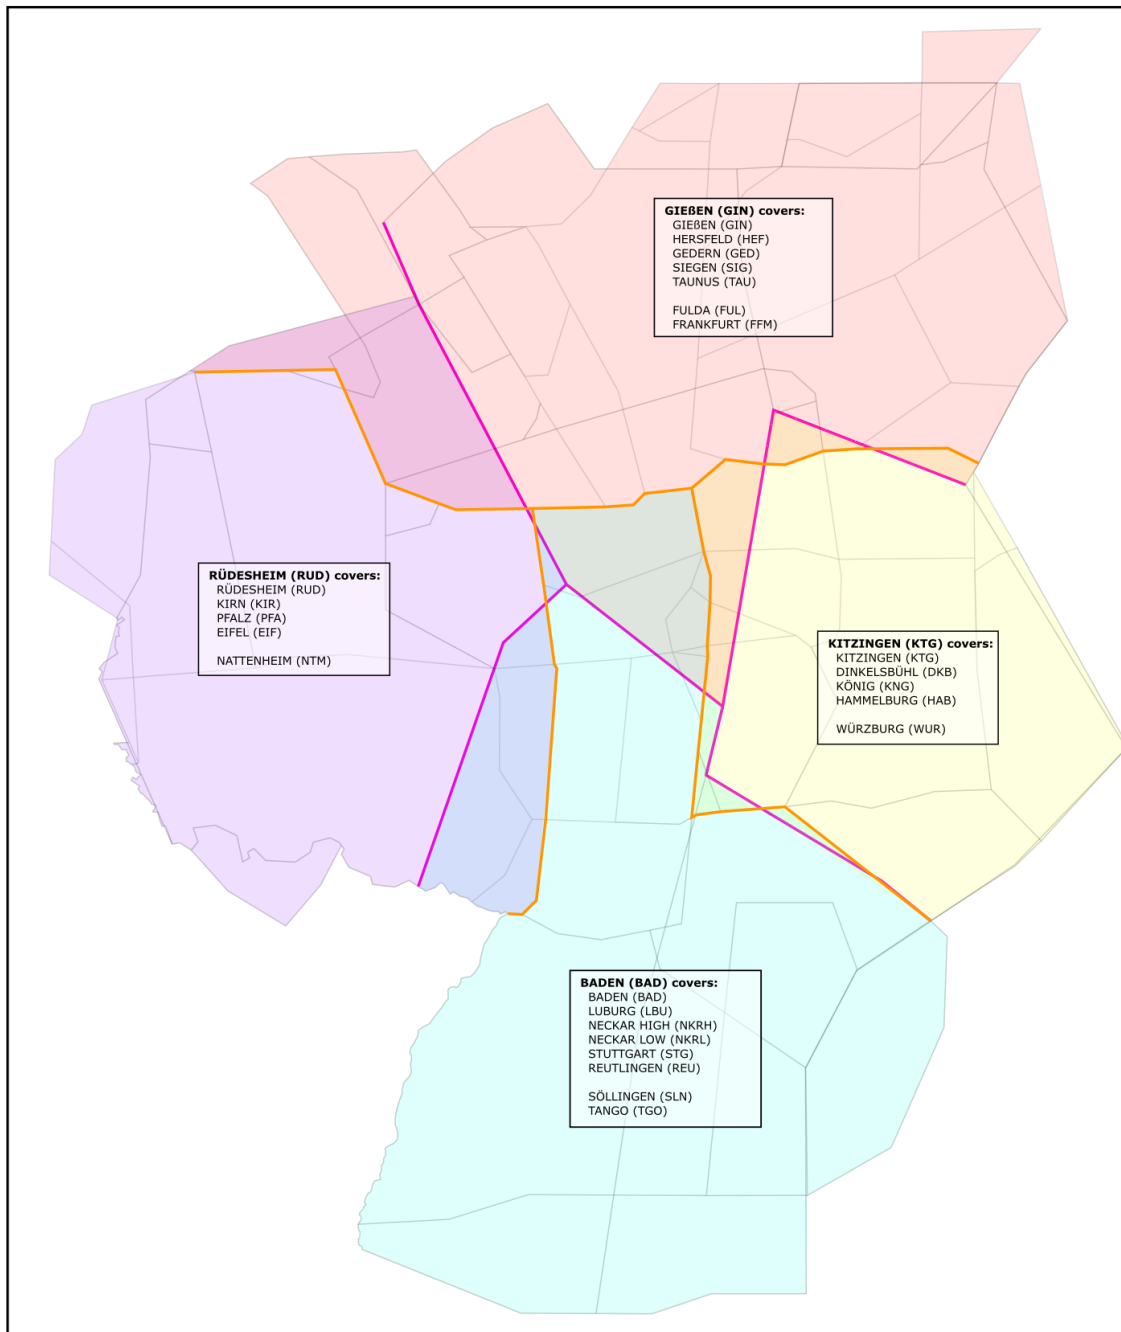 GIEßEN (GIN) covers:
GIEßEN (GIN)
HERSFELD (HEF)
GEDERN (GED)
SIEGEN (SIG)
TAUNUS (TAU)
FULDA (FUL)
FRANKFURT (FFM)
RÜDESHEIM (RUD) covers:
RÜDESHEIM (RUD)
KIRN (KIR)
PFALZ (PFA)
EIFEL (EIF)
NATTENHEIM (NTM)
KITZINGEN (KTG) covers:
KITZINGEN (KTG)
DINKELSBÜHL (DKB)
KÖNIG (KNG)
HAMMELBURG (HAB)
WÜRZBURG (WUR)
BADEN (BAD) covers:
BADEN (BAD)
LUBURG (LBU)
NECKAR HIGH (NKRH)
NECKAR LOW (NKRL)
STUTTGART (STG)
REUTLINGEN (REU)
SÖLLINGEN (SLN)
TANGO (TGO)